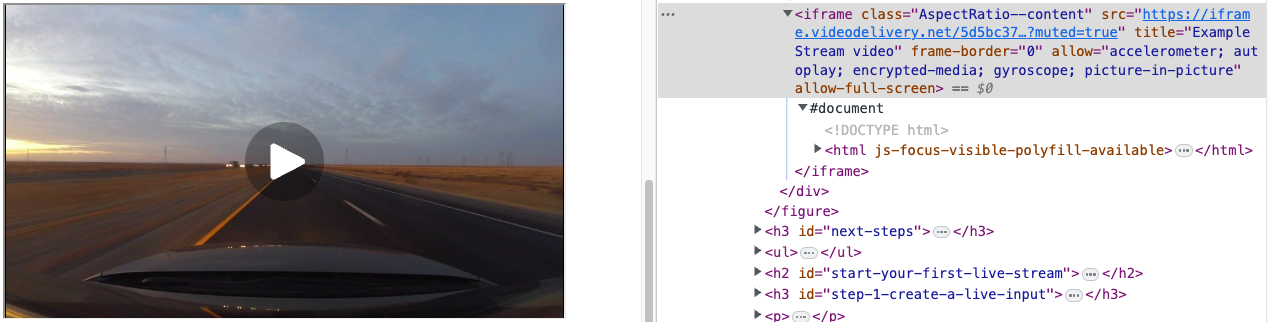 … ▼<iframe class="AspectRatio--content" src="https://ifram
e.videodelivery.net/5d5bc37…?muted=true" title="Example
Stream video" frame-border="0" allow="accelerometer; aut
oplay; encrypted-media; gyroscope; picture-in-picture"
allow-full-screen> == $0
▼#document
<!DOCTYPE html>
▶<html js-focus-visible-polyfill-available>…</html>
</iframe>
</div>
</figure>
▶<h3 id="next-steps">…</h3>
▶<ul>…</ul>
▶<h2 id="start-your-first-live-stream">…</h2>
▶<h3 id="step-1-create-a-live-input">…</h3>
▶<p>…</p>